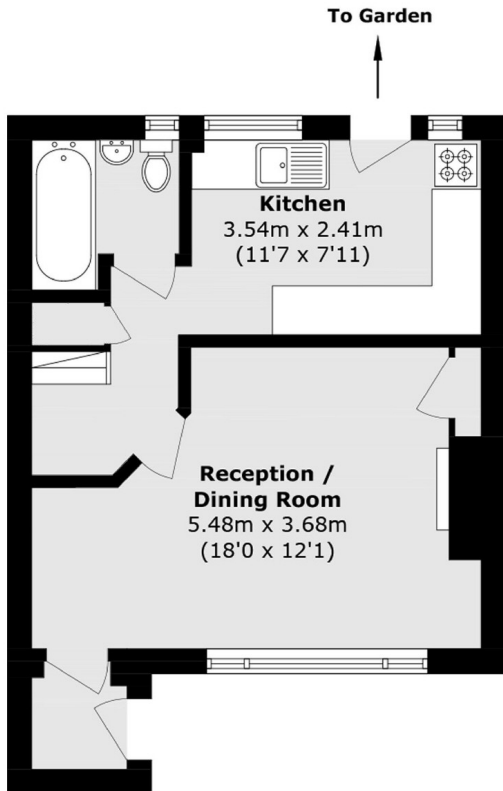 To Garden
Kitchen
3.54m x 2.41m
(11'7 x 7'11)
Reception /
Dining Room
5.48m x 3.68m
(18'0 x 12'1)